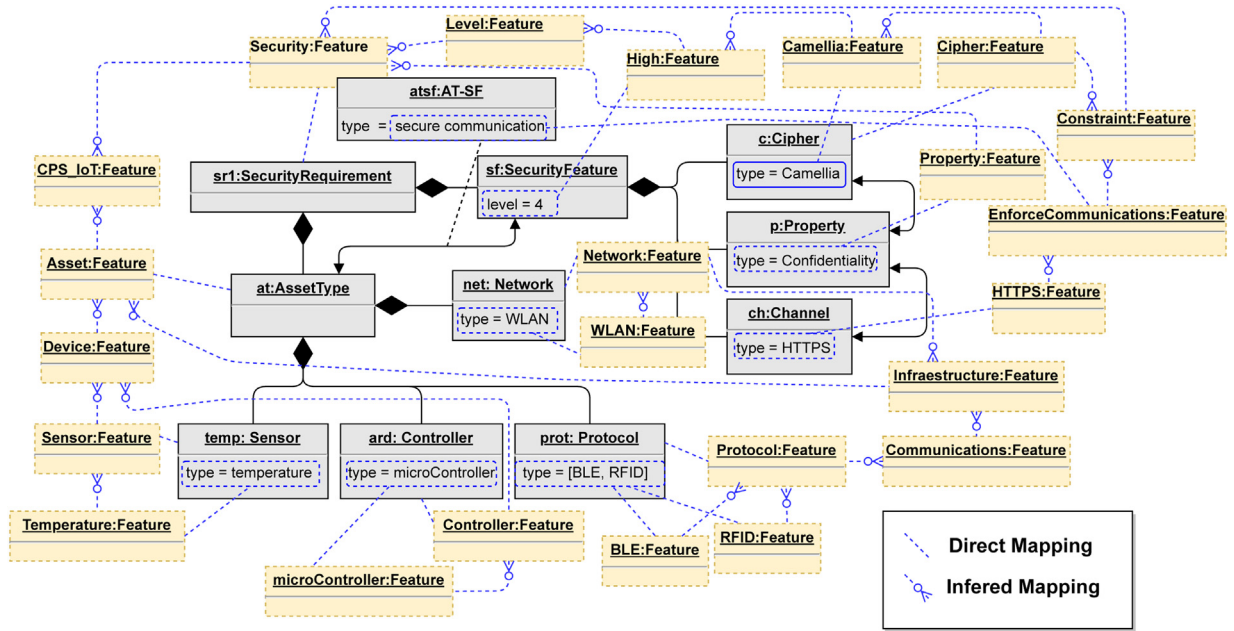 Level:Feature
Security:Feature
Camellia:Feature
Cipher:Feature
High:Feature
atsf:AT-SF
type = secure communication
Constraint:Feature
c:Cipher
type = Camellia
Property:Feature
CPS_IoT:Feature
sr1:SecurityRequirement
sf:SecurityFeature
level = 4
EnforceCommunications:Feature
p:Property
type = Confidentiality
Asset:Feature
Network:Feature
at:AssetType
net: Network
type = WLAN
HTTPS:Feature
ch:Channel
type = HTTPS
WLAN:Feature
Device:Feature
Infraestructure:Feature
Sensor:Feature
temp: Sensor
type = temperature
ard: Controller
type = microController
prot: Protocol
type = [BLE, RFID]
Protocol:Feature
Communications:Feature
Temperature:Feature
Controller:Feature
BLE:Feature
RFID:Feature
microController:Feature
Direct Mapping
Infered Mapping